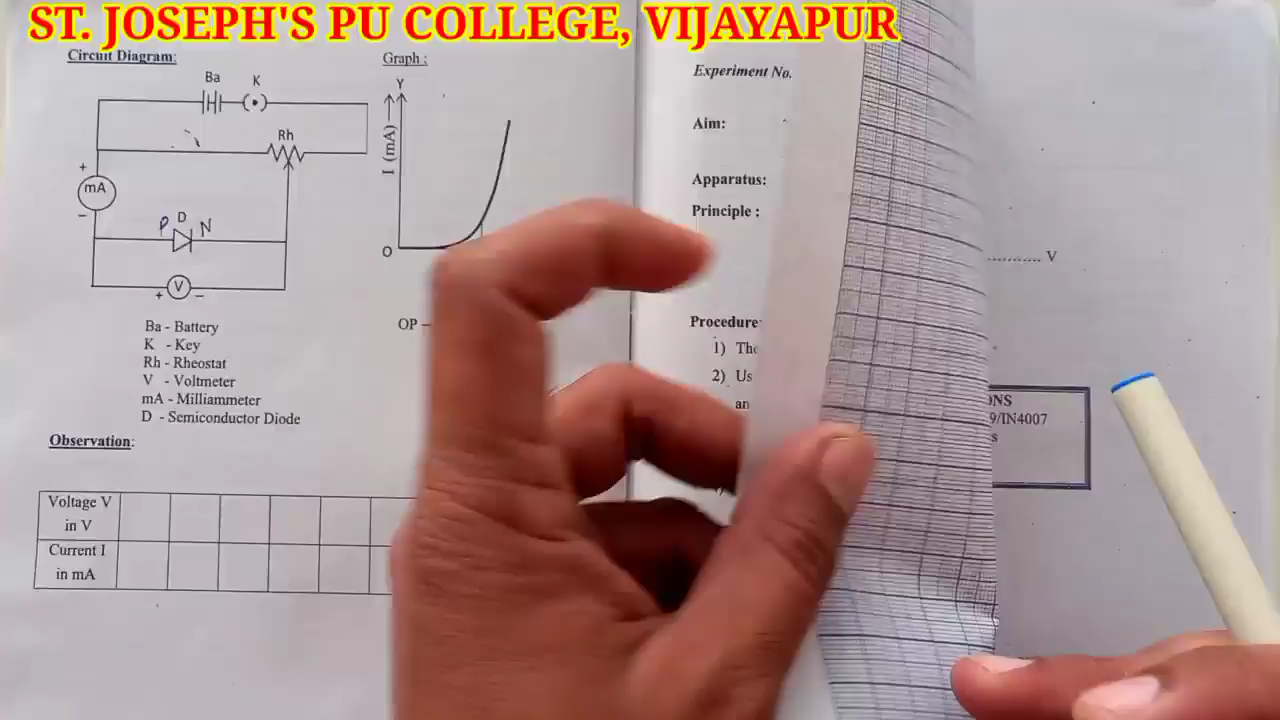 ST. JOSEPH'S PU COLLEGE, VIJAYAPUR
Circuit Diagram:
Ba
K
Rh
+
mA
−
P
D
N
+
V
−
Ba - Battery
K - Key
Rh - Rheostat
V - Voltmeter
mA - Milliammeter
D - Semiconductor Diode
Graph :
Y
I (mA)
O
OP
Observation:
Voltage V
in V
Current I
in mA
Experiment No.
Aim:
Apparatus:
Principle :
Procedure
1)
2) Us
an
............ V
9/IN4007